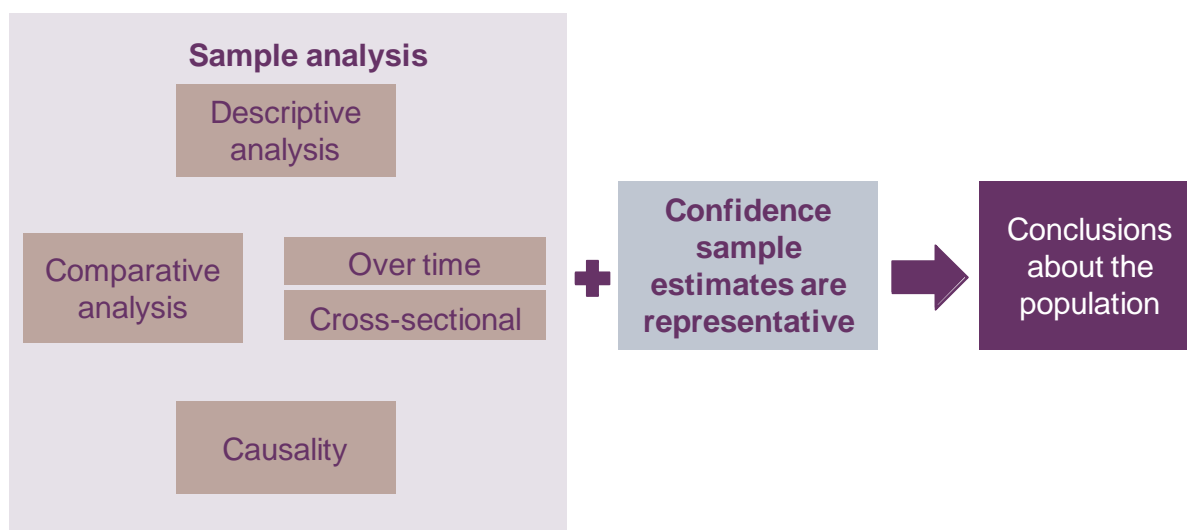 Sample analysis
Descriptive
analysis
Comparative
analysis
Over time
Cross-sectional
Causality
Confidence
sample
estimates are
representative
Conclusions
about the
population